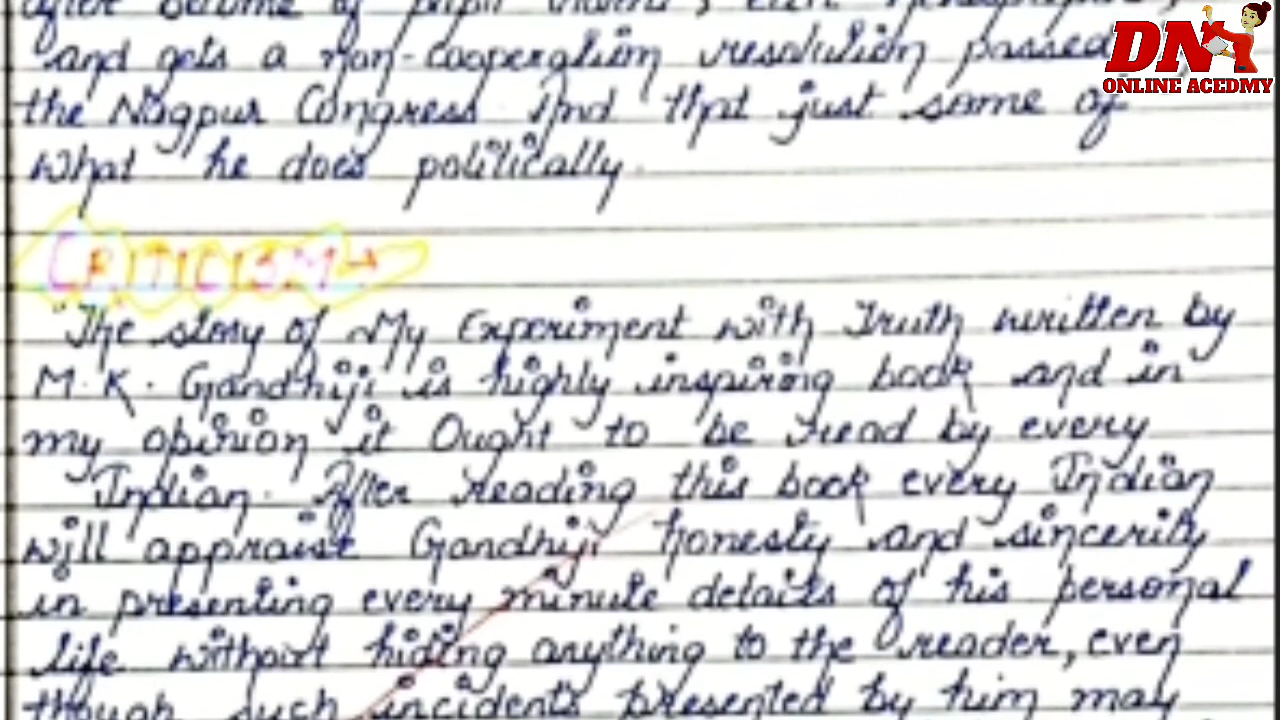 and gets a non-cooperation resolution passed
the Nagpur Congress And that just some of
what he does politically.
CRITICISM→
"The story of My Experiment with Truth written by
M.K. Gandhiji is highly inspiring book and in
my opinion it Ought to be read by every
Indian. After reading this book every Indian
will appraise Gandhiji honesty and sincerity
in presenting every minute details of his personal
life without hiding anything to the reader, even
though such incidents presented by him may
DNA
ONLINE ACEDMY